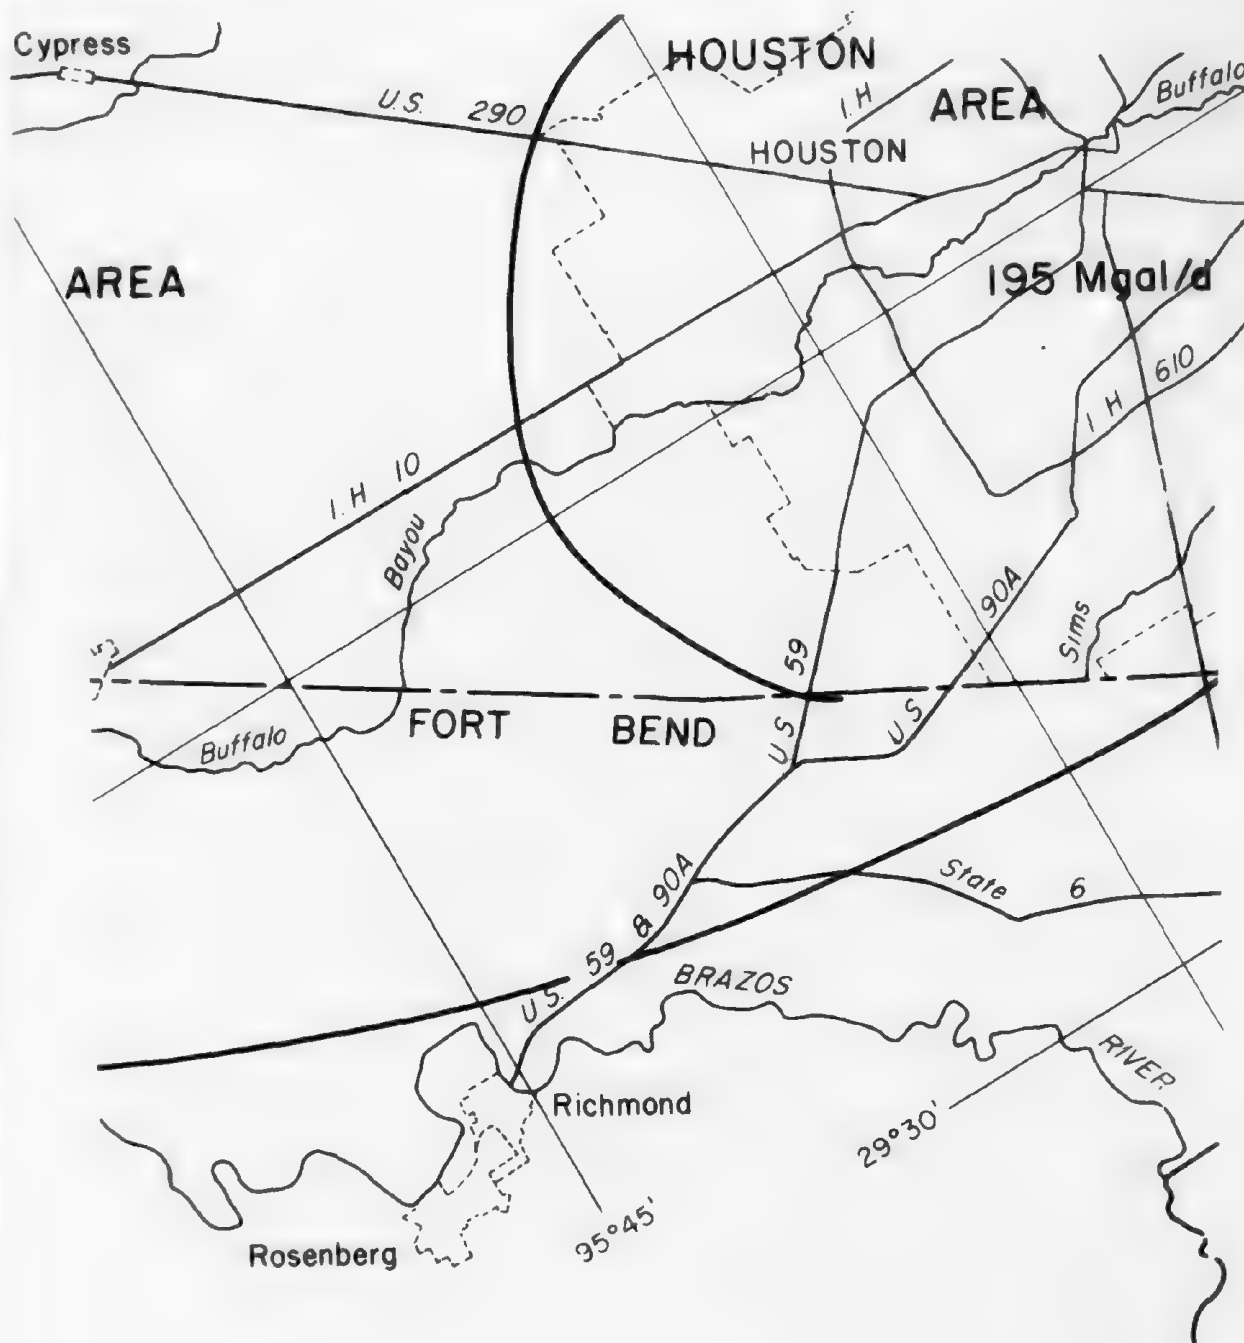 Cypress
HOUSTON
AREA
U.S. 290
I.H
HOUSTON
Buffalo
AREA
195 Mgal/d
I.H 610
I.H 10
Bayou
90A
Sims
59
U S
U S
FORT BEND
Buffalo
State 6
U.S. 59 & 90A
BRAZOS
RIVER
Richmond
29°30'
95°45'
Rosenberg